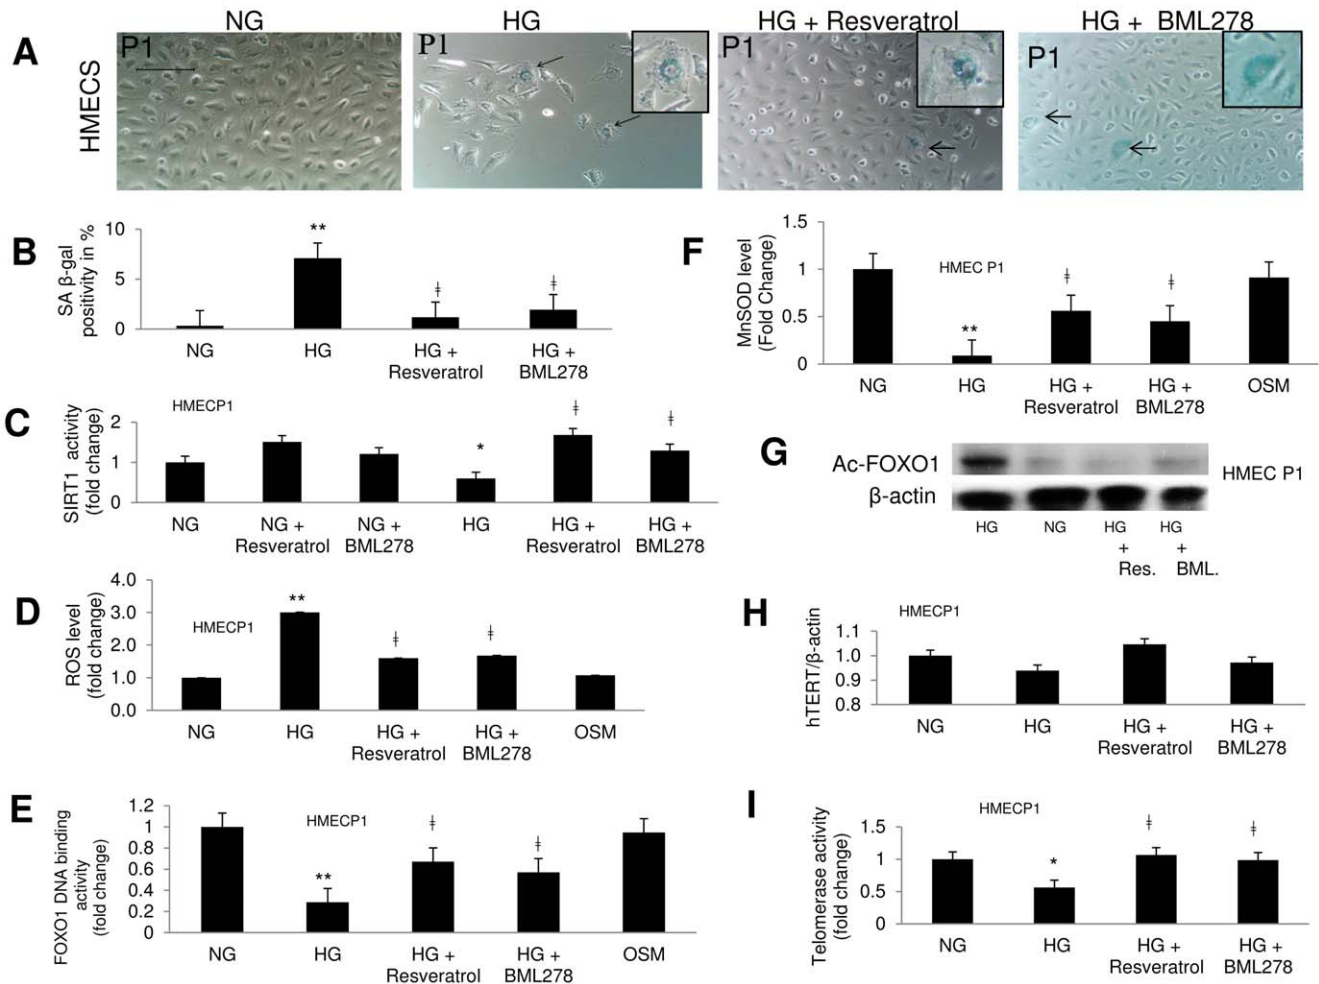 NG HG HG + Resveratrol HG + BML278
A
HMECS
P1 P1 P1 P1
B
SA β-gal
positivity in %
10
5
0
**
ǂ ǂ
NG HG HG + HG +
Resveratrol BML278
C
SIRT1 activity
(fold change)
HMECP1
2
1
0
* ǂ ǂ
NG NG + NG + HG HG + HG +
Resveratrol BML278 Resveratrol BML278
D
ROS level
(fold change)
HMECP1
4.0
3.0
2.0
1.0
0.0
**
ǂ ǂ
NG HG HG + HG + OSM
Resveratrol BML278
E
FOXO1 DNA binding
activity
(fold change)
HMECP1
1.2
1
0.8
0.6
0.4
0.2
0
**
ǂ ǂ
NG HG HG + HG + OSM
Resveratrol BML278
F
MnSOD level
(Fold Change)
HMEC P1
1.5
1
0.5
0
**
ǂ ǂ
NG HG HG + HG + OSM
Resveratrol BML278
G
Ac-FOXO1
β-actin
HMEC P1
HG NG HG HG
+ +
Res. BML.
H
hTERT/β-actin
HMECP1
1.1
1.0
0.9
0.8
NG HG HG + HG +
Resveratrol BML278
I
Telomerase activity
(fold change)
HMECP1
1.5
1
0.5
0
*
ǂ ǂ
NG HG HG + HG +
Resveratrol BML278